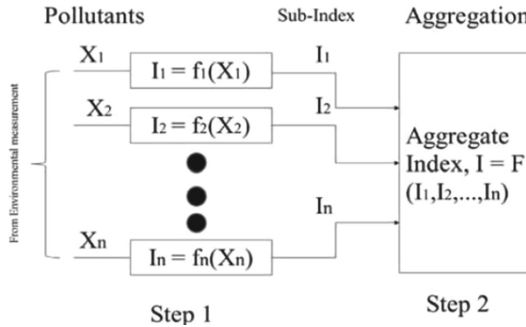 Pollutants
Sub-Index
Aggregation
X1
I1 = f1(X1)
I1
X2
I2 = f2(X2)
I2
From Environmental measurement
Aggregate
Index, I = F
(I1,I2,...,In)
In
Xn
In = fn(Xn)
Step 1
Step 2